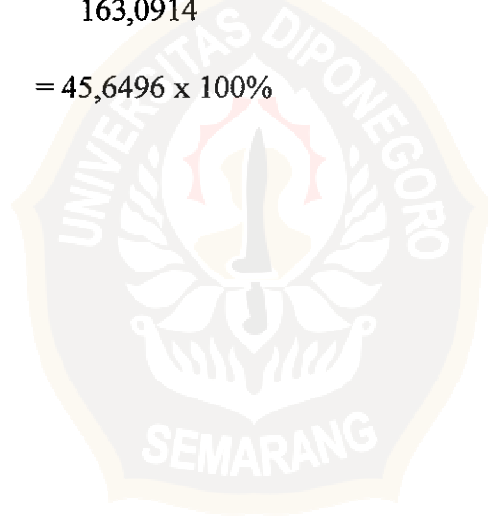 163,0914
= 45,6496 x 100%
UNIVERSITAS DIPONEGORO
SEMARANG